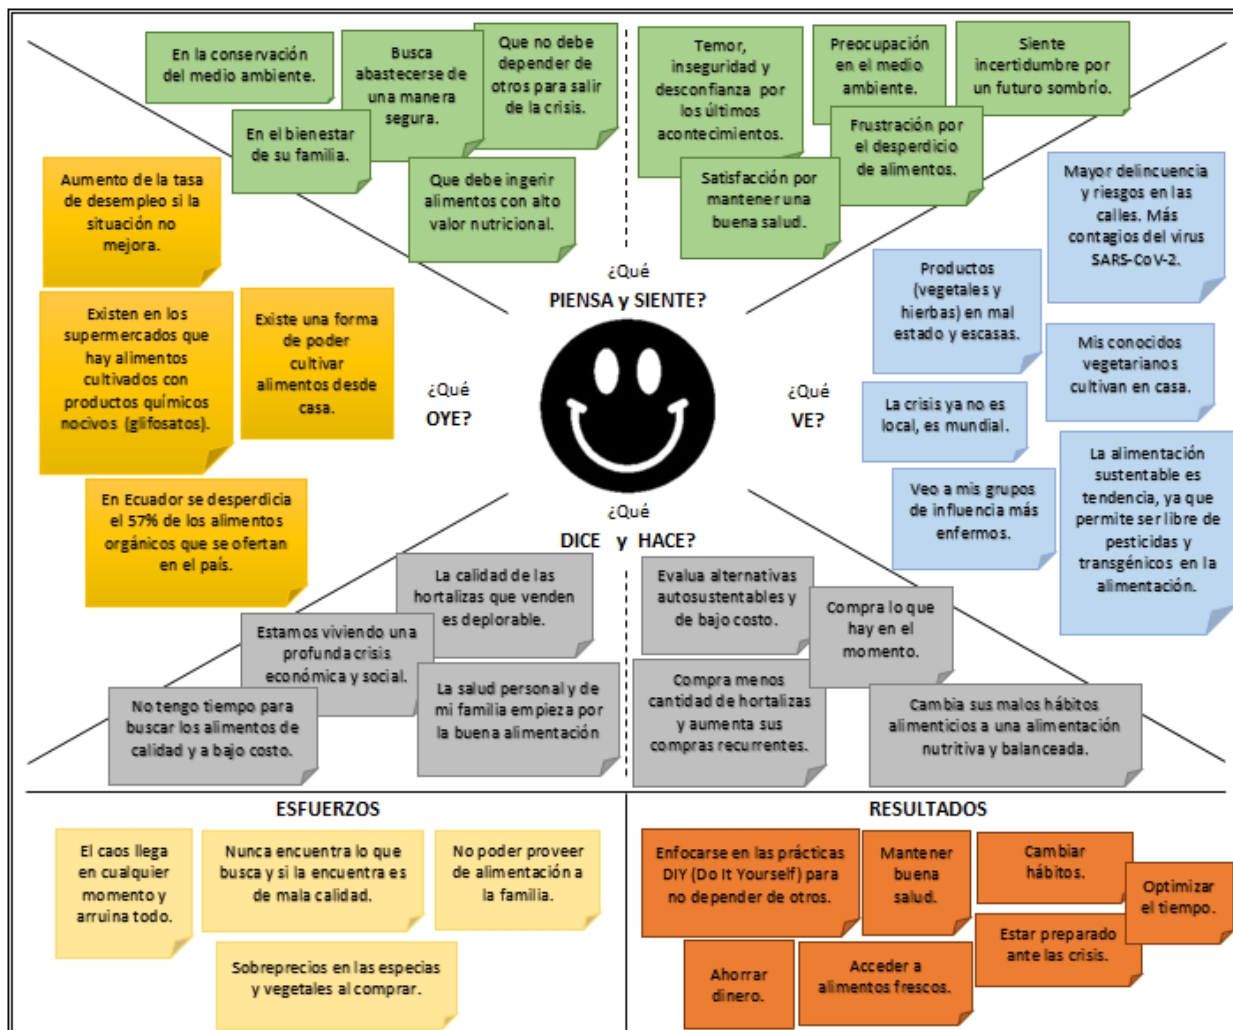 En la conservación
del medio ambiente.
Busca
abastecerse de
una manera
segura.
Que no debe
depender de
otros para salir
de la crisis.
En el bienestar
de su familia.
Que debe ingerir
alimentos con alto
valor nutricional.
Temor,
inseguridad y
desconfianza por
los últimos
acontecimientos.
Preocupación
en el medio
ambiente.
Siente
incertidumbre por
un futuro sombrío.
Frustración por
el desperdicio
de alimentos.
Satisfacción por
mantener una
buena salud.
¿Qué
PIENSA y SIENTE?
Aumento de la tasa
de desempleo si la
situación no
mejora.
Existen en los
supermercados que
hay alimentos
cultivados con
productos químicos
nocivos (glifosatos).
Existe una forma
de poder
cultivar
alimentos desde
casa.
En Ecuador se desperdicia
el 57% de los alimentos
orgánicos que se ofertan
en el país.
¿Qué
OYE?
¿Qué
VE?
Mayor delincuencia
y riesgos en las
calles. Más
contagios del virus
SARS-CoV-2.
Productos
(vegetales y
hierbas) en mal
estado y escasas.
Mis conocidos
vegetarianos
cultivan en casa.
La crisis ya no es
local, es mundial.
Veo a mis grupos
de influencia más
enfermos.
La alimentación
sustentable es
tendencia, ya que
permite ser libre de
pesticidas y
transgénicos en la
alimentación.
¿Qué
DICE y HACE?
La calidad de las
hortalizas que venden
es deplorable.
Estamos viviendo una
profunda crisis
económica y social.
No tengo tiempo para
buscar los alimentos de
calidad y a bajo costo.
La salud personal y de
mi familia empieza por
la buena alimentación
Evalua alternativas
autosustentables y
de bajo costo.
Compra lo que
hay en el
momento.
Compra menos
cantidad de hortalizas
y aumenta sus
compras recurrentes.
Cambia sus malos hábitos
alimenticios a una alimentación
nutritiva y balanceada.
ESFUERZOS
El caos llega
en cualquier
momento y
arruina todo.
Nunca encuentra lo que
busca y si la encuentra es
de mala calidad.
No poder proveer
de alimentación a
la familia.
Sobreprecios en las especias
y vegetales al comprar.
RESULTADOS
Enfocarse en las prácticas
DIY (Do It Yourself) para
no depender de otros.
Mantener
buena
salud.
Cambiar
hábitos.
Optimizar
el tiempo.
Ahorrar
dinero.
Acceder a
alimentos frescos.
Estar preparado
ante las crisis.